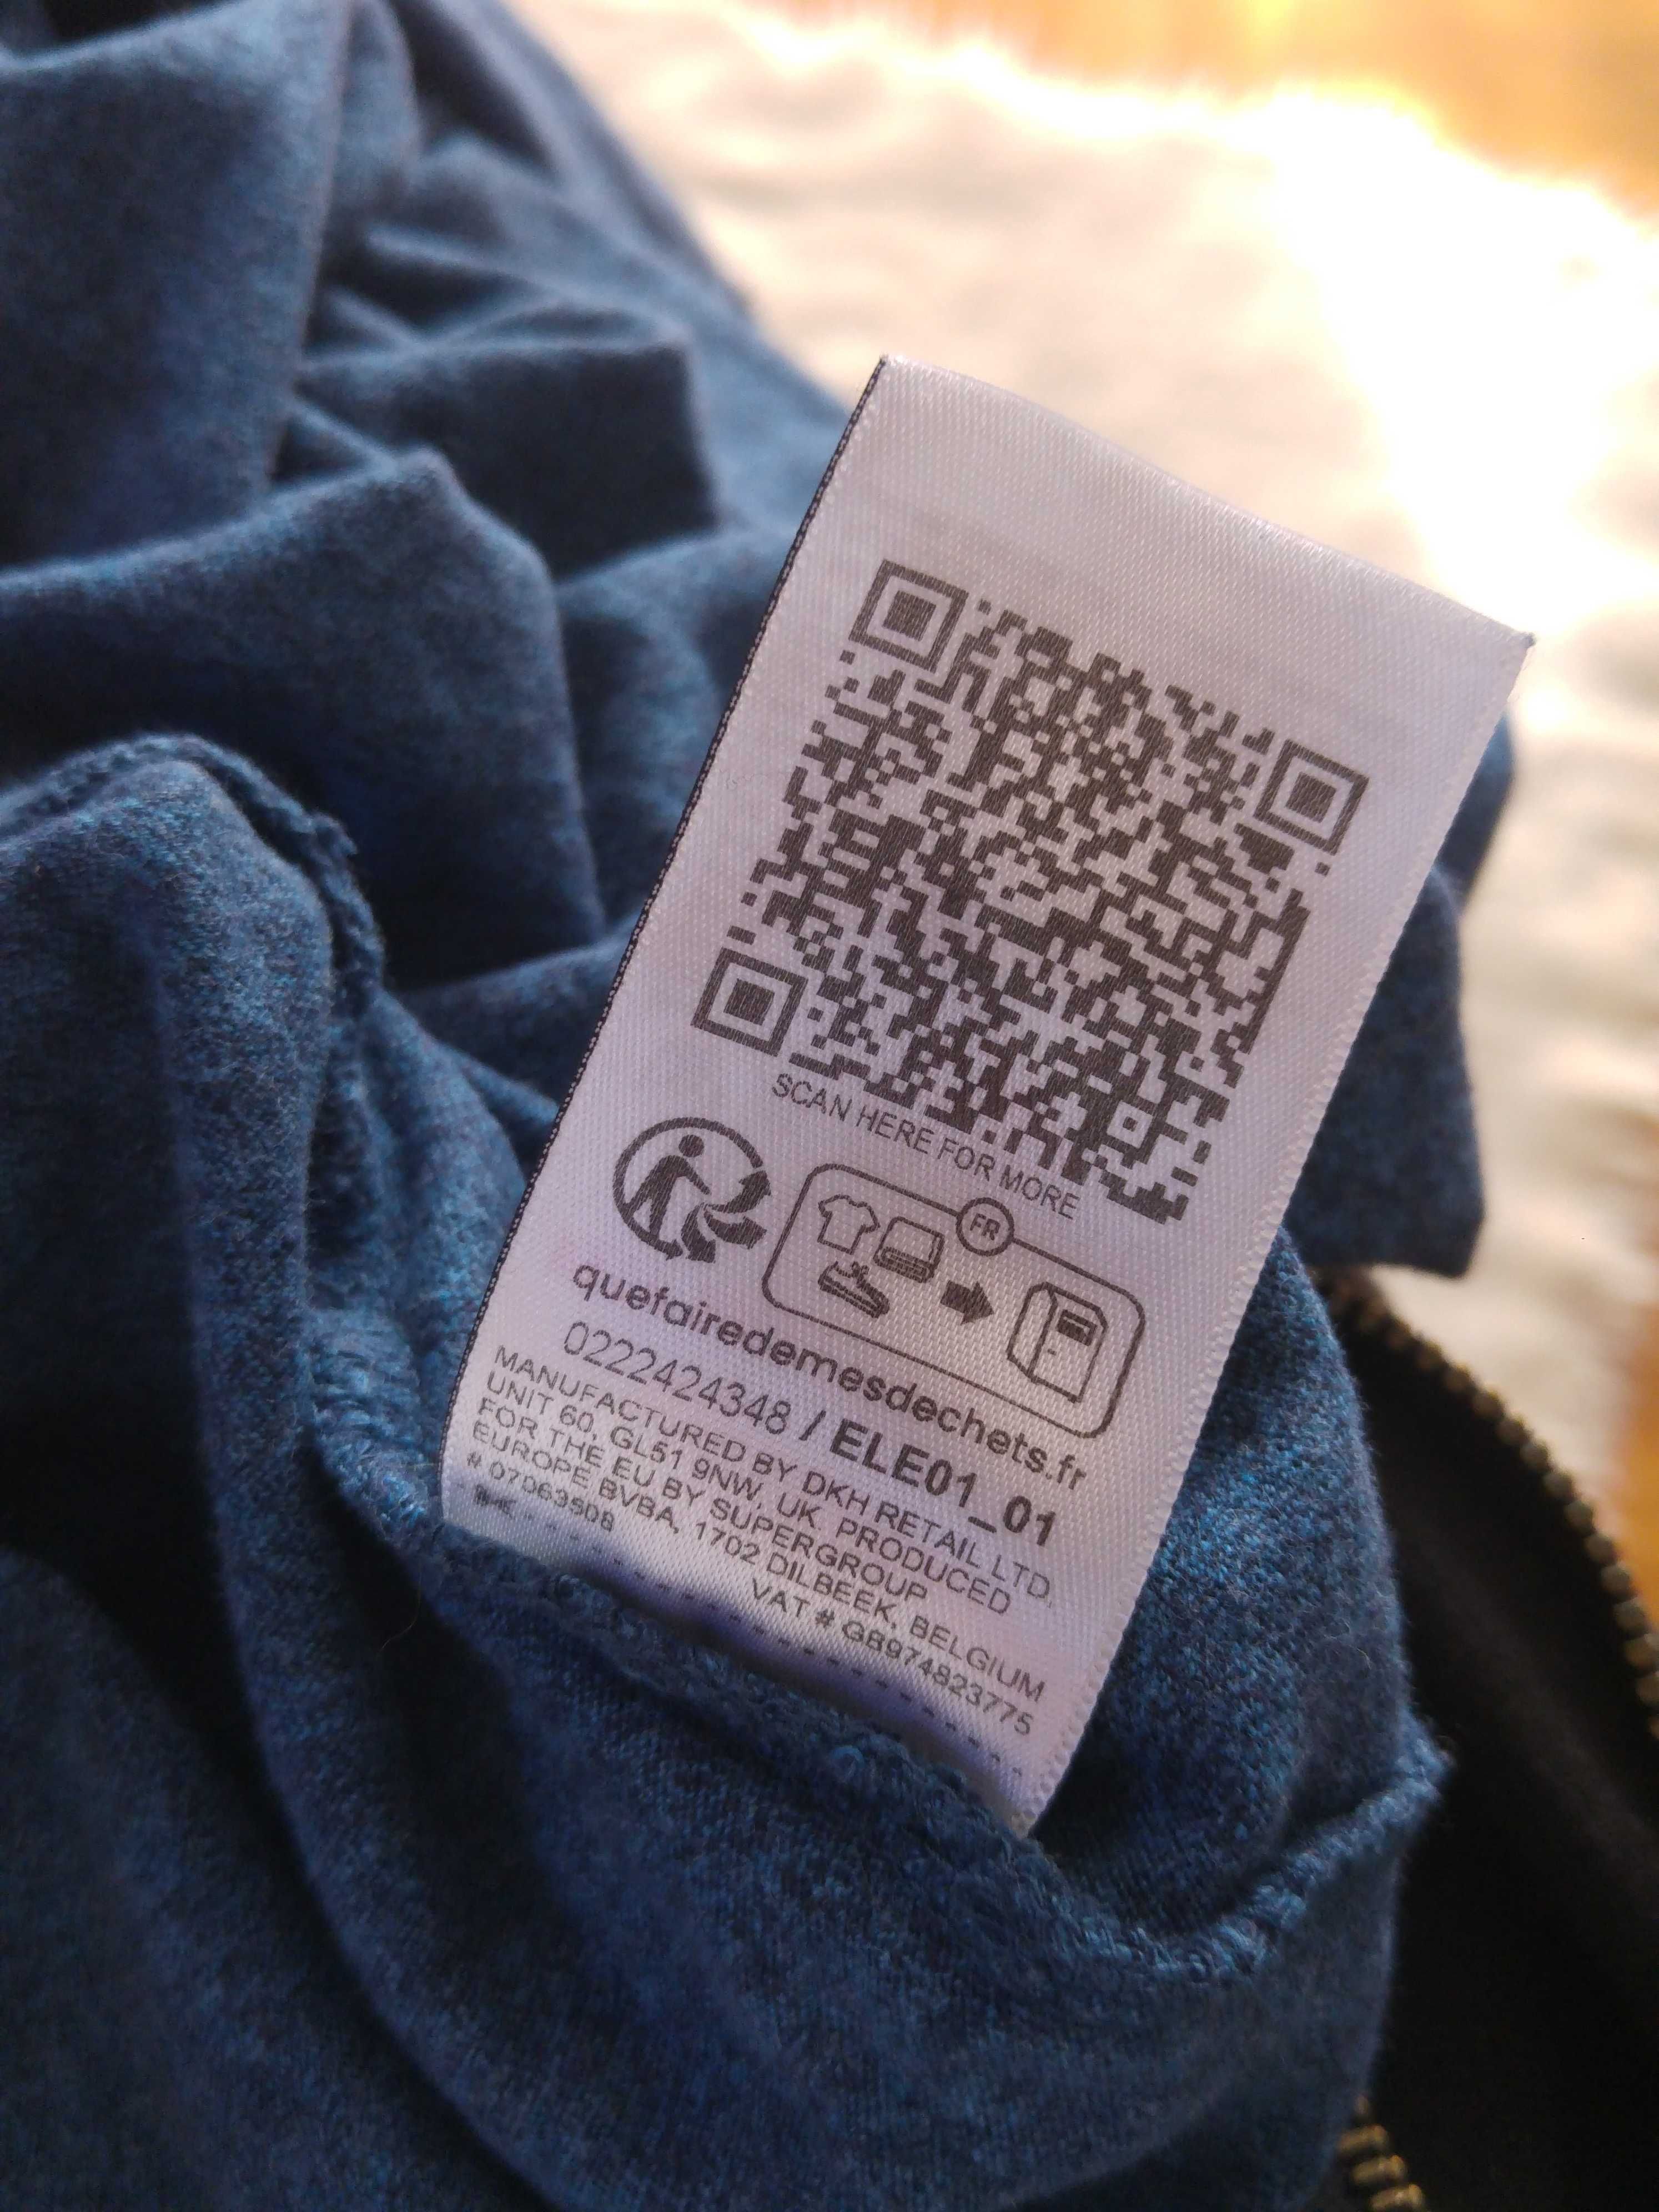 SCAN HERE FOR MORE
FR
quefairedemesdechets.fr
0222424348 / ELE01_01
MANUFACTURED BY DKH RETAIL LTD,
UNIT 60, GL51 9NW, UK. PRODUCED
FOR THE EU BY SUPERGROUP
EUROPE BVBA, 1702 DILBEEK, BELGIUM
# 07063508 VAT # GB974823775